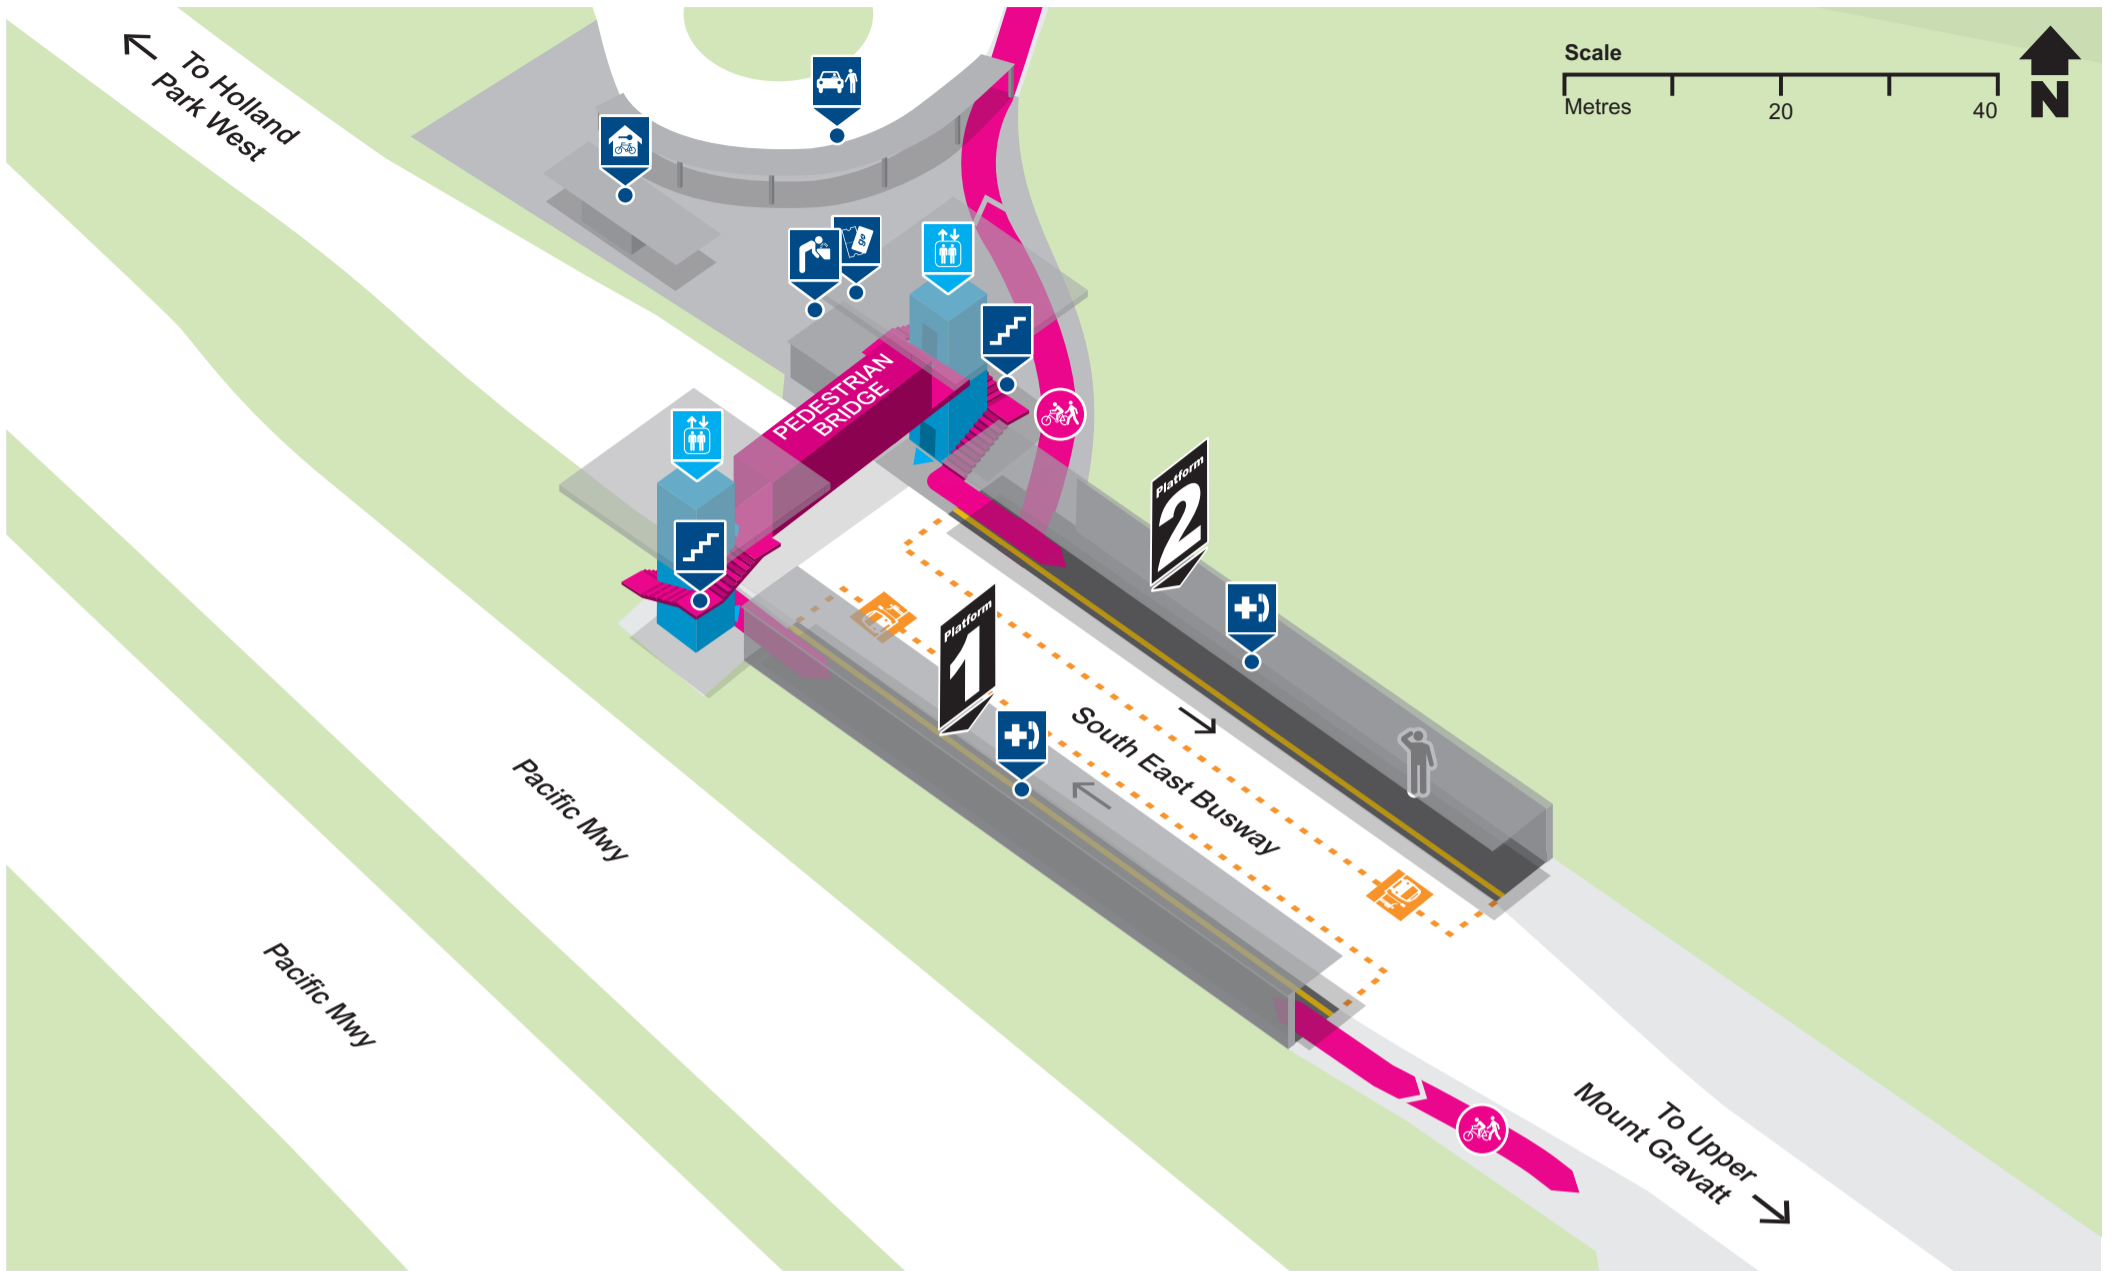 To Holland
Park West
Scale
Metres
20
40
N
go
PEDESTRIAN
BRIDGE
Platform
2
Platform
1
South East Busway
Pacific Mwy
Pacific Mwy
To Upper
Mount Gravatt